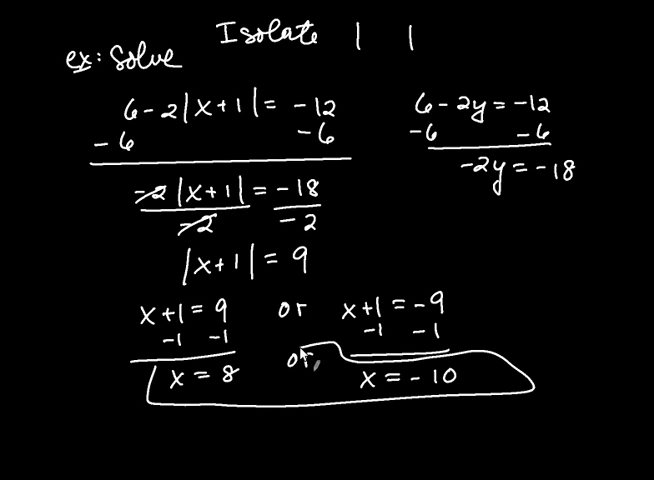 Isolate | |
ex: Solve
6-2|x+1| = -12
-6 -6
-2|x+1| = -18
-2 -2
|x+1| = 9
x+1 = 9 or x+1 = -9
-1 -1 -1 -1
x = 8 or x = -10
6-2y = -12
-6 -6
-2y = -18